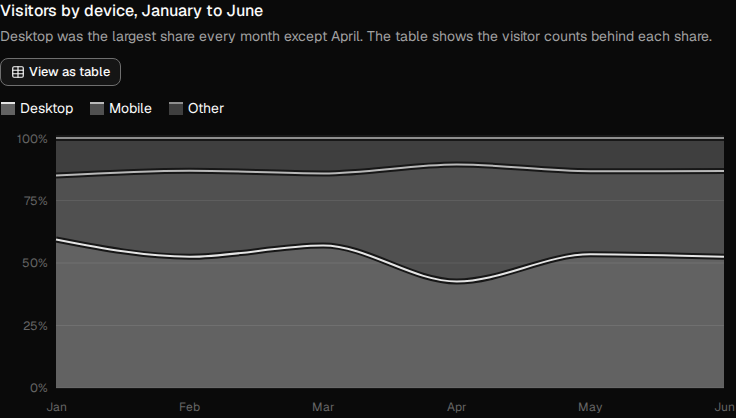 Visitors by device, January to June
Desktop was the largest share every month except April. The table shows the visitor counts behind each share.
View as table
Desktop Mobile Other
100%
75%
50%
25%
0%
Jan Feb Mar Apr May Jun